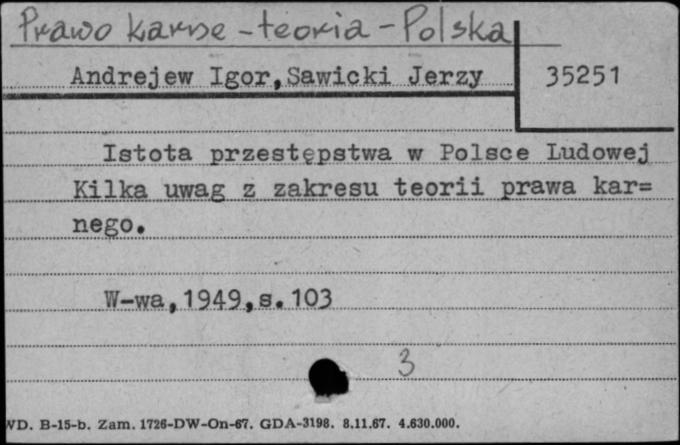 Prawo karne - teoria - Polska
Andrejew Igor,Sawicki Jerzy
35251
Istota przestępstwa w Polsce Ludowej
Kilka uwag z zakresu teorii prawa kar=
nego.
W-wa,1949,s.103
3
WD. B-15-b. Zam. 1726-DW-On-67. GDA-3198. 8.11.67. 4.630.000.